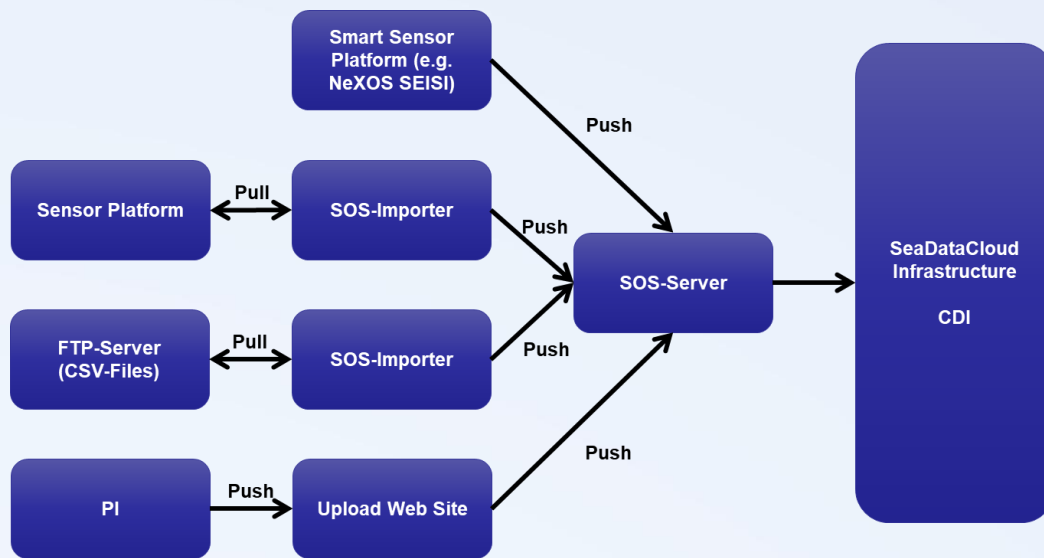 Smart Sensor
Platform (e.g.
NeXOS SEISI)
Push
Sensor Platform
Pull
SOS-Importer
Push
SOS-Server
SeaDataCloud
Infrastructure
CDI
FTP-Server
(CSV-Files)
Pull
SOS-Importer
Push
PI
Push
Upload Web Site
Push